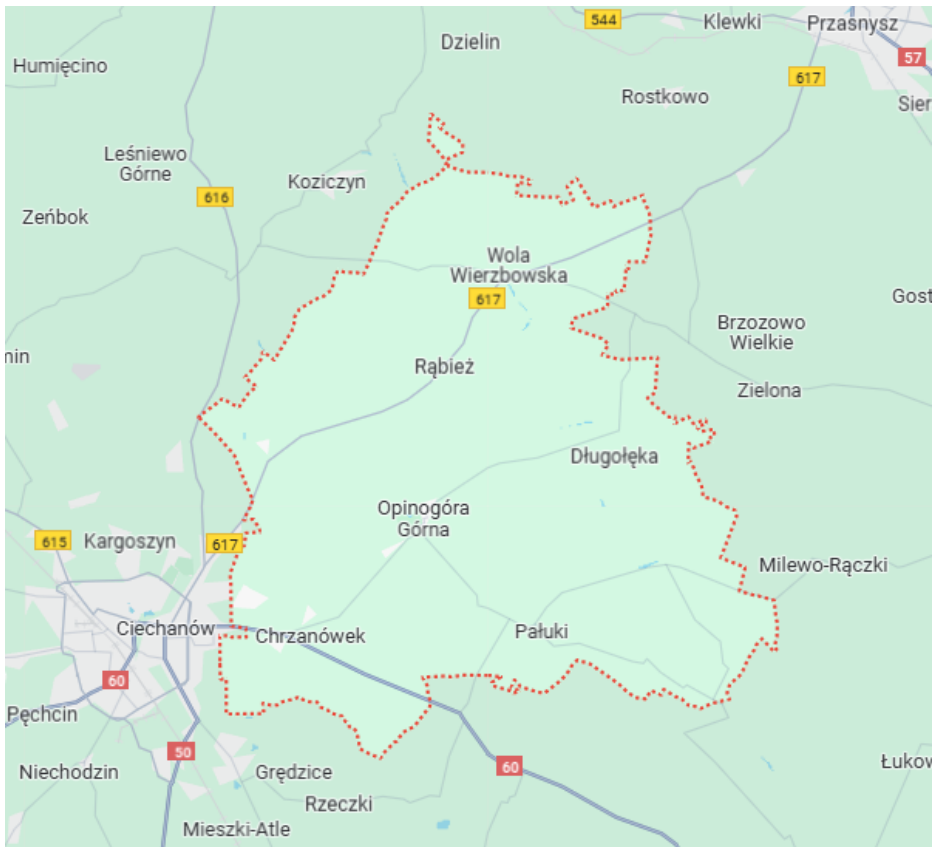 544
Klewki
Przasnysz
Dzielin
57
Humięcino
617
Rostkowo
Sier
Leśniewo
Górne
Koziczyn
616
Zeńbok
Wola
Wierzbowska
617
Gost
Brzozowo
Wielkie
nin
Rąbież
Zielona
Długołęka
Opinogóra
Górna
615
Kargoszyn
617
Milewo-Rączki
Ciechanów
Chrzanówek
Pałuki
60
Pęchcin
50
60
Łukow
Niechodzin
Grędzice
Rzeczki
Mieszki-Atle